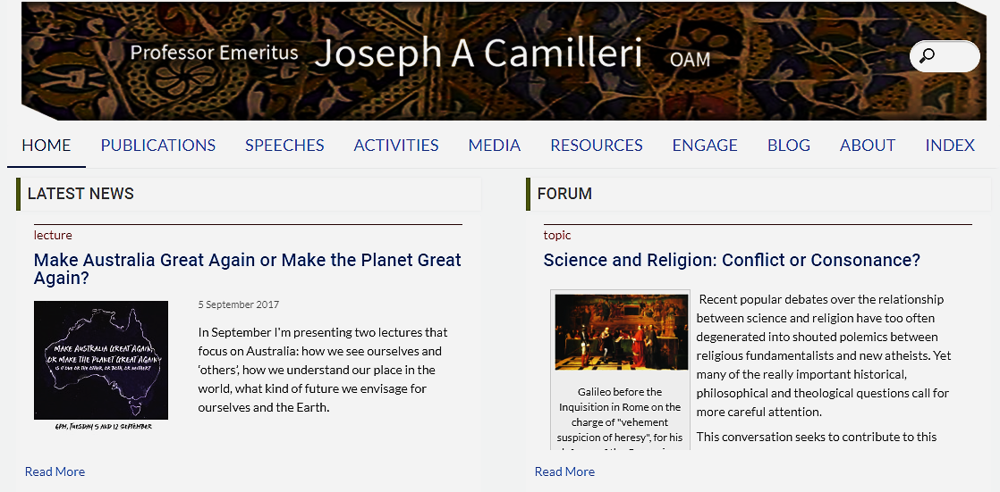 Professor Emeritus Joseph A Camilleri OAM
HOME PUBLICATIONS SPEECHES ACTIVITIES MEDIA RESOURCES ENGAGE BLOG ABOUT INDEX
LATEST NEWS
lecture
Make Australia Great Again or Make the Planet Great
Again?
MAKE AUSTRALIA GREAT AGAIN
OR MAKE THE PLANET GREAT AGAIN?
IS IT ONE OR THE OTHER, OR BOTH, OR NEITHER?
6PM, TUESDAY 5 AND 12 SEPTEMBER
5 September 2017
In September I'm presenting two lectures that
focus on Australia: how we see ourselves and
‘others’, how we understand our place in the
world, what kind of future we envisage for
ourselves and the Earth.
Read More
FORUM
topic
Science and Religion: Conflict or Consonance?
Galileo before the
Inquisition in Rome on the
charge of "vehement
suspicion of heresy", for his
Recent popular debates over the relationship
between science and religion have too often
degenerated into shouted polemics between
religious fundamentalists and new atheists. Yet
many of the really important historical,
philosophical and theological questions call for
more careful attention.
This conversation seeks to contribute to this
Read More